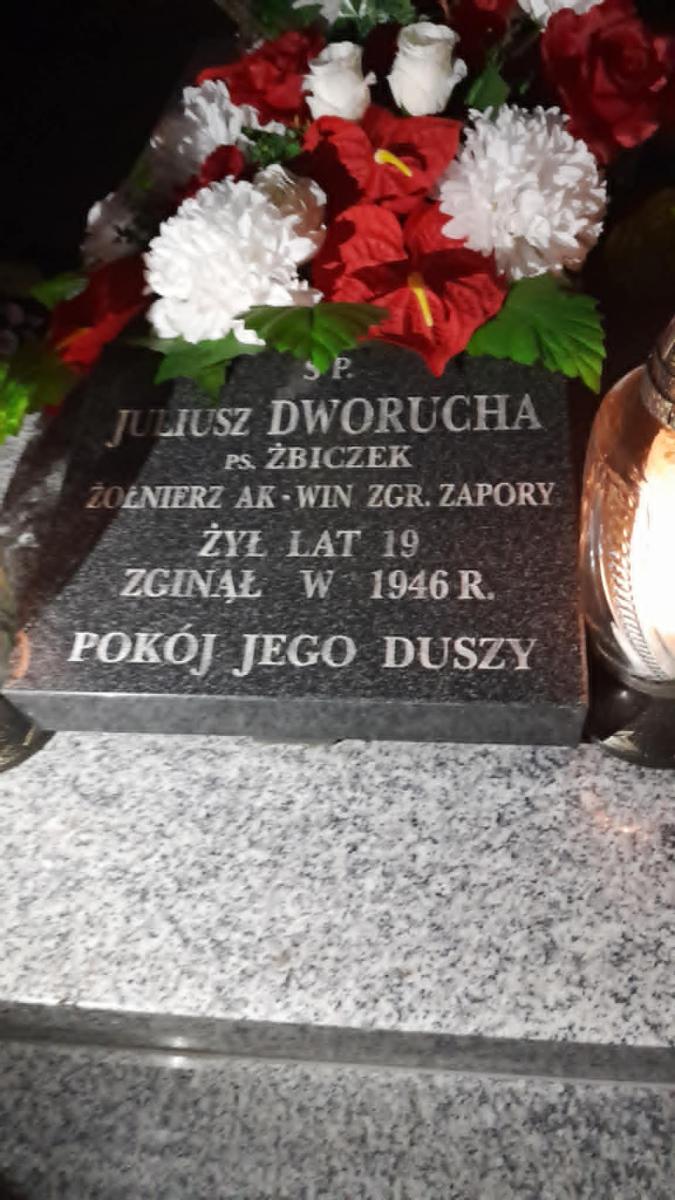 Ś P.
JULIUSZ DWORUCHA
PS. ŻBICZEK
ŻOŁNIERZ AK - WIN ZGR. ZAPORY
ŻYŁ LAT 19
ZGINĄŁ W 1946 R.
POKÓJ JEGO DUSZY